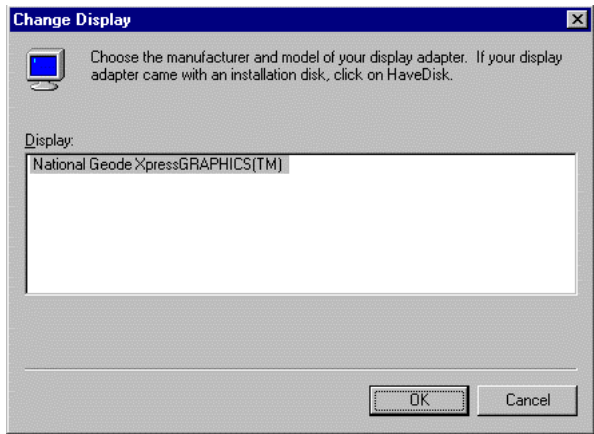 Change Display
Choose the manufacturer and model of your display adapter. If your display
adapter came with an installation disk, click on HaveDisk.
Display:
National Geode XpressGRAPHICS(TM)
OK
Cancel